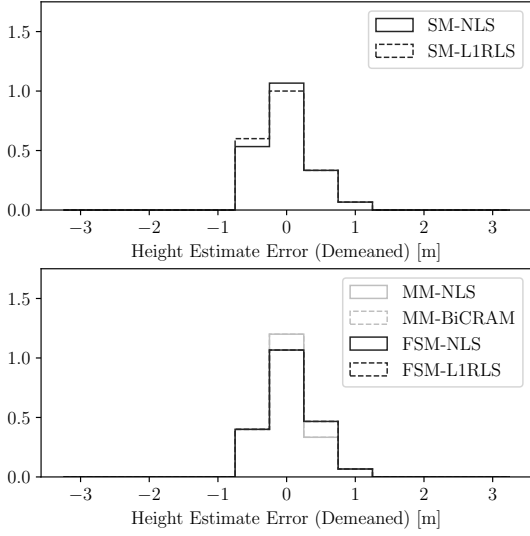 1.5
1.0
0.5
0.0
SM-NLS
SM-L1RLS
−3 −2 −1 0 1 2 3
Height Estimate Error (Demeaned) [m]
1.5
1.0
0.5
0.0
MM-NLS
MM-BiCRAM
FSM-NLS
FSM-L1RLS
−3 −2 −1 0 1 2 3
Height Estimate Error (Demeaned) [m]